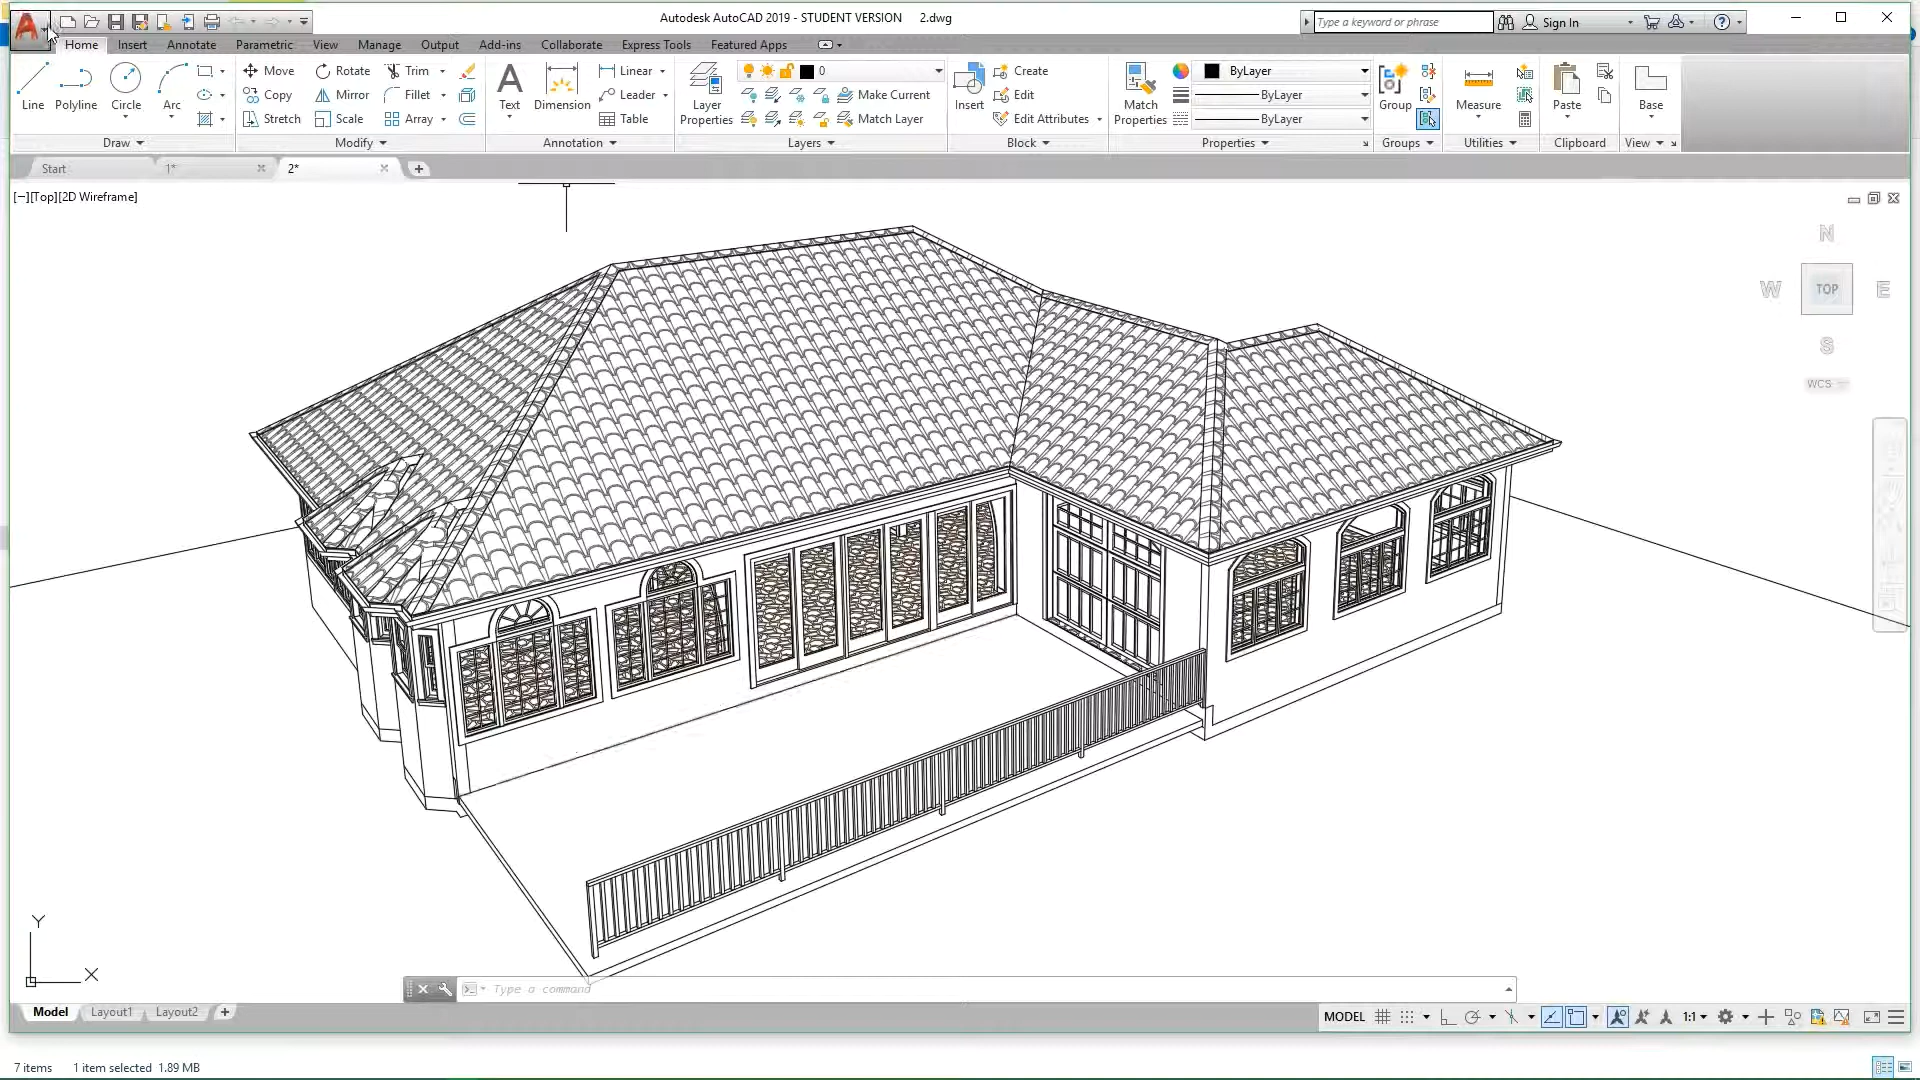 Autodesk AutoCAD 2019 - STUDENT VERSION 2.dwg
Type a keyword or phrase
Sign In
Home Insert Annotate Parametric View Manage Output Add-ins Collaborate Express Tools Featured Apps
Line Polyline Circle Arc
Move Rotate Trim
Copy Mirror Fillet
Stretch Scale Array
Text Dimension
Linear
Leader
Table
Layer Properties
0
Make Current
Match Layer
Insert
Create
Edit
Edit Attributes
Match Properties
ByLayer
ByLayer
ByLayer
Group
Measure
Paste
Base
Draw Modify Annotation Layers Block Properties Groups Utilities Clipboard View
Start 1* 2*
[−][Top][2D Wireframe]
N
W TOP E
S
WCS
Y
X
Type a command
Model Layout1 Layout2
MODEL 1:1
7 items 1 item selected 1.89 MB